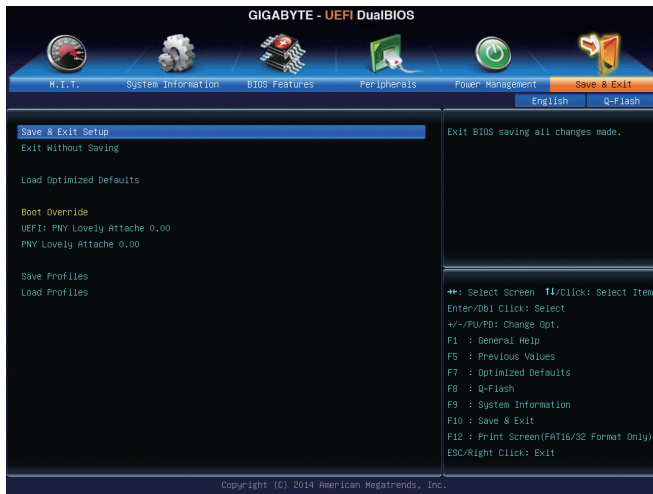 GIGABYTE - UEFI DualBIOS
M.I.T. System Information BIOS Features Peripherals Power Management Save & Exit
English Q-Flash
Save & Exit Setup
Exit Without Saving
Load Optimized Defaults
Boot Override
UEFI: PNY Lovely Attache 0.00
PNY Lovely Attache 0.00
Save Profiles
Load Profiles
Exit BIOS saving all changes made.
→←: Select Screen ↑↓/Click: Select Item
Enter/Dbl Click: Select
+/-/PU/PD: Change Opt.
F1 : General Help
F5 : Previous Values
F7 : Optimized Defaults
F8 : Q-Flash
F9 : System Information
F10 : Save & Exit
F12 : Print Screen(FAT16/32 Format Only)
ESC/Right Click: Exit
Copyright (C) 2014 American Megatrends, Inc.